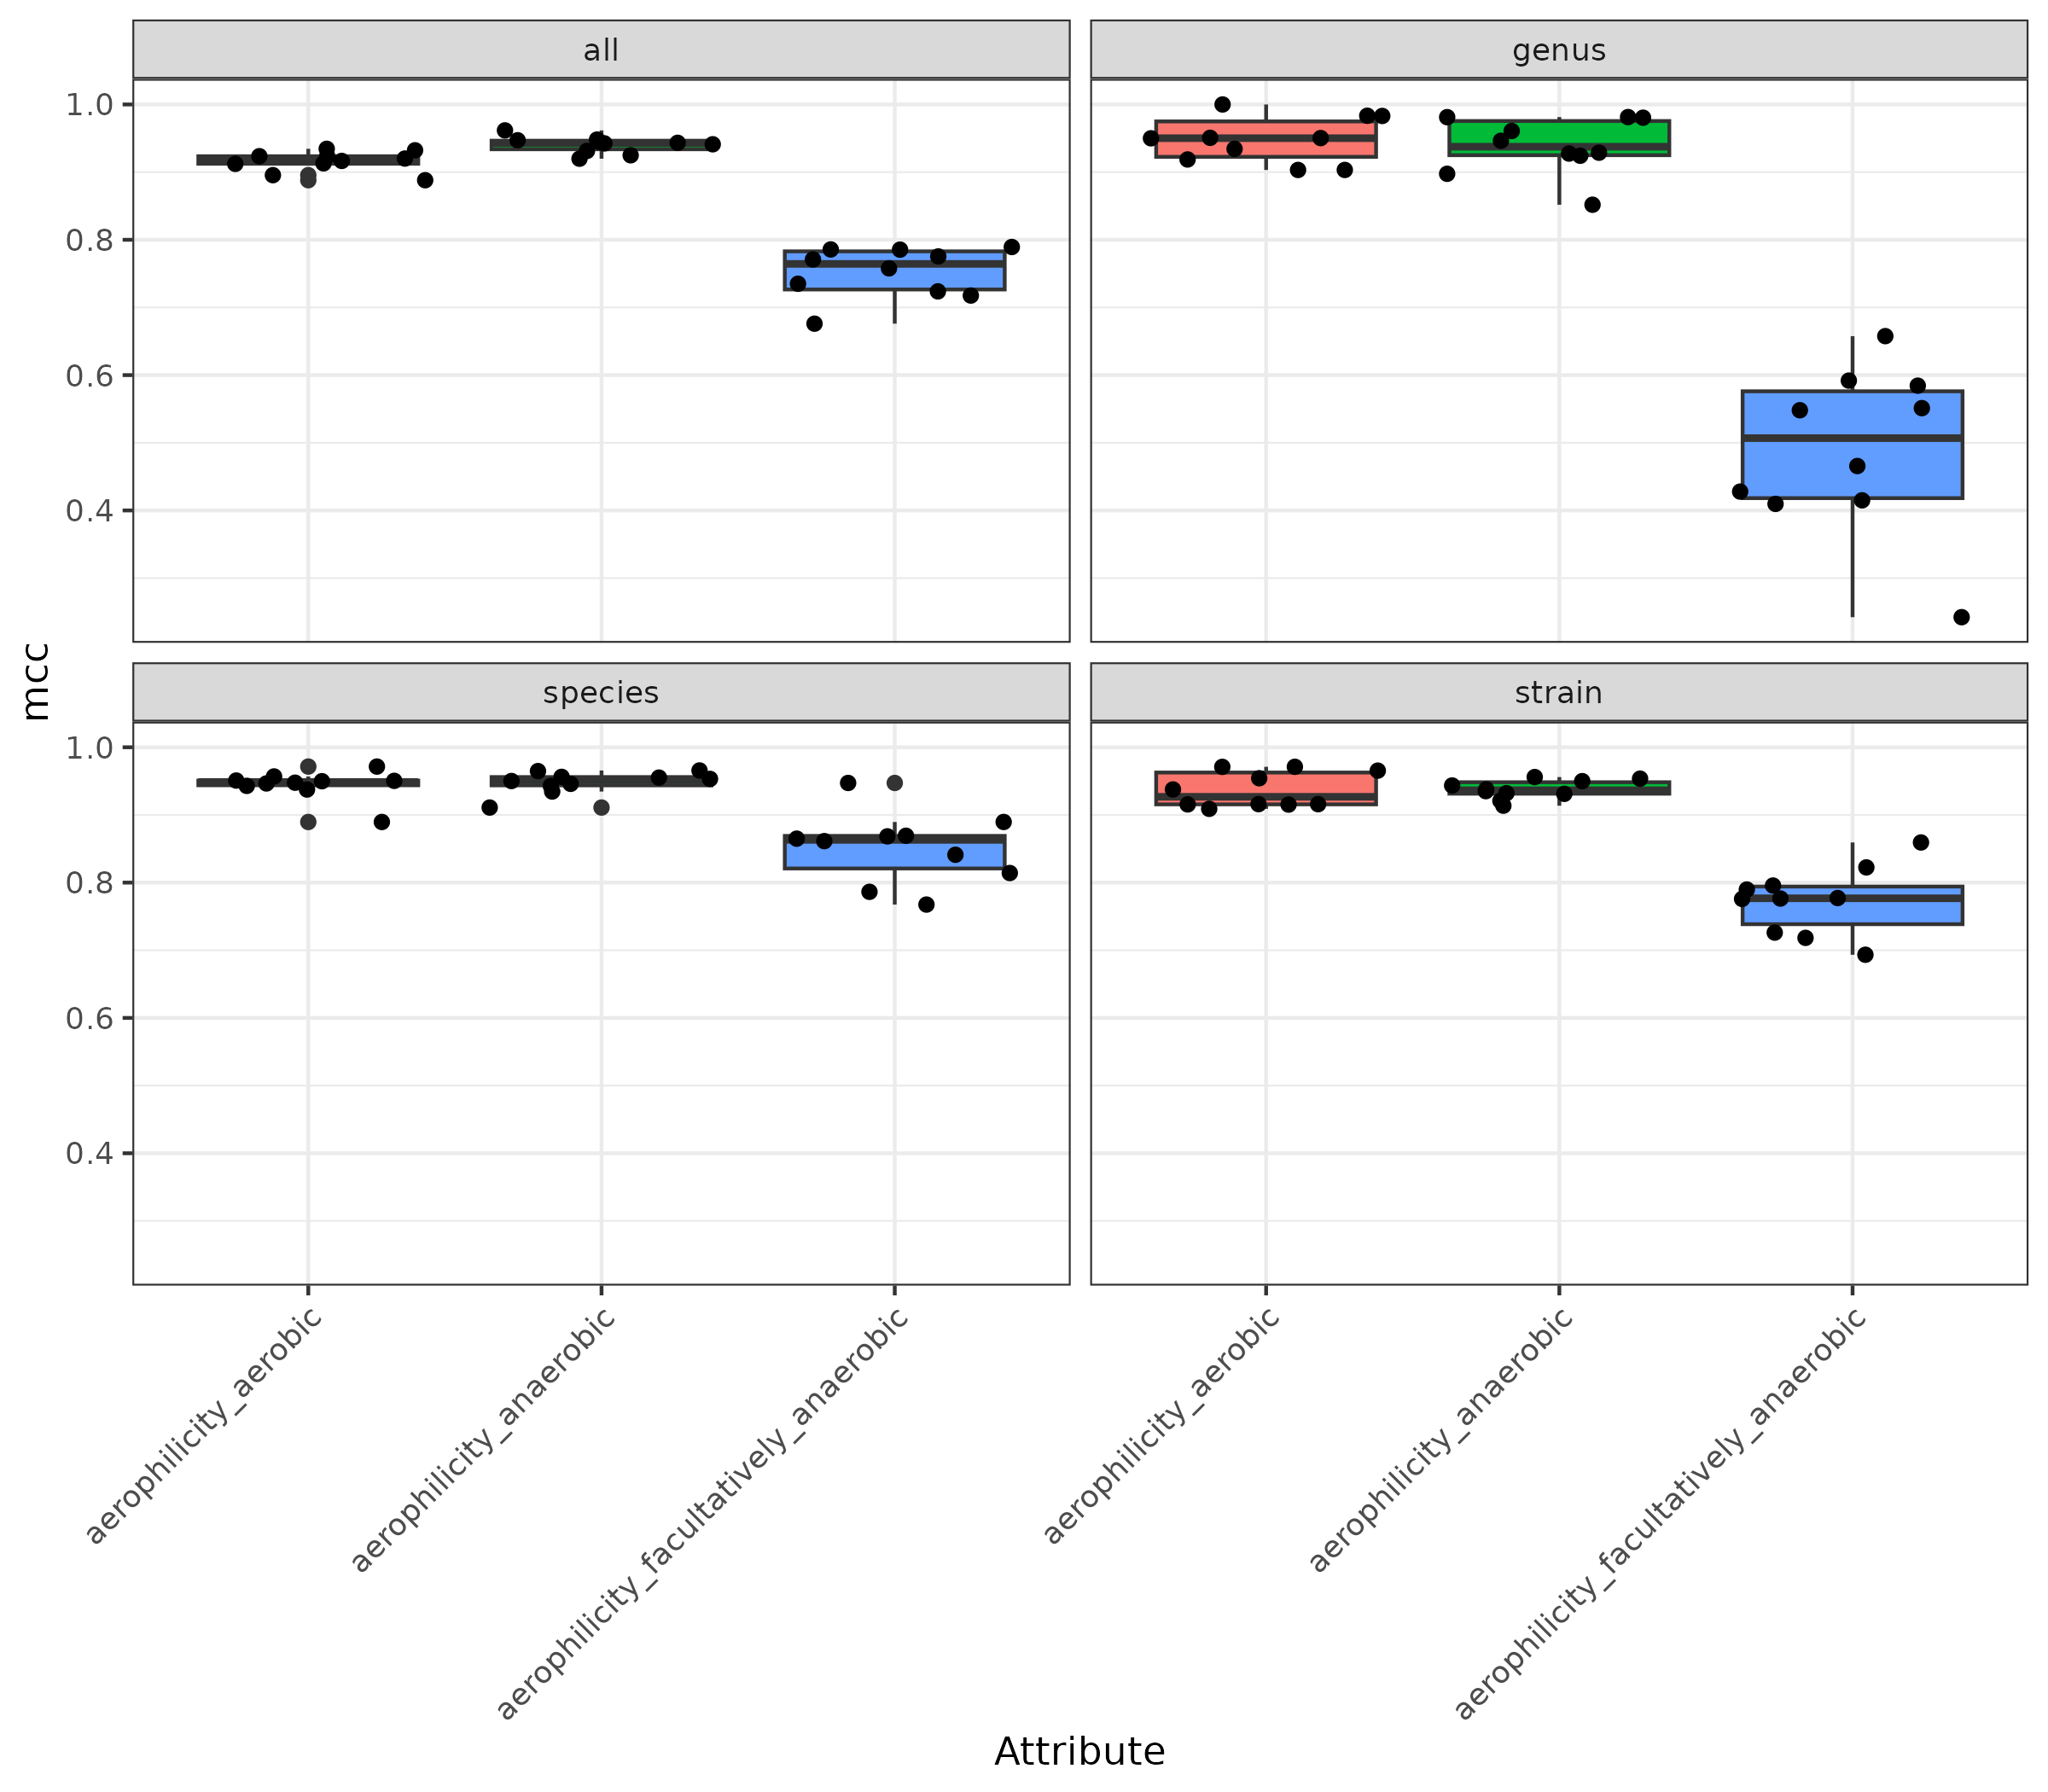 all
genus
1.0
0.8
0.6
0.4
mcc
species
strain
1.0
0.8
0.6
0.4
aerophilicity_aerobic
aerophilicity_anaerobic
aerophilicity_facultatively_anaerobic
aerophilicity_aerobic
aerophilicity_anaerobic
aerophilicity_facultatively_anaerobic
Attribute